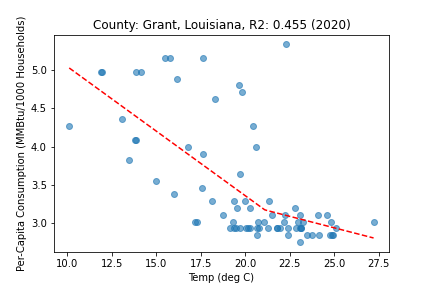 County: Grant, Louisiana, R2: 0.455 (2020)
Per-Capita Consumption (MMBtu/1000 Households)
5.0
4.5
4.0
3.5
3.0
10.0 12.5 15.0 17.5 20.0 22.5 25.0 27.5
Temp (deg C)